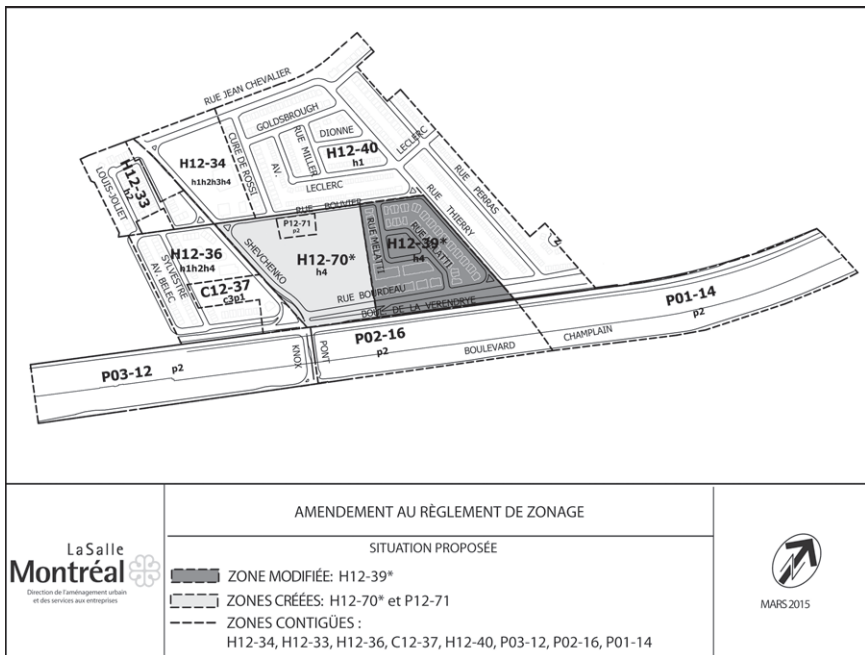 RUE JEAN CHEVALIER
GOLDSBROUGH
DIONNE
RUE MILLER
H12-40
h1
CURE DE ROSSI
AV.
LECLERC
LECLERC
RUE PERRAS
RUE THIERRY
H12-34
h1h2h3h4
LOUIS-JOLIET
H12-33
h2
RUE BOUVIER
P12-71
p2
H12-36
h1h2h4
SHEVCHENKO
H12-70*
h4
RUE MELATTI
H12-39*
h4
RUE MELATTI
SYLVESTRE
AV. BELEC
C12-37
c3p1
RUE BOURDEAU
BOUL. DE LA VERENDRYE
P01-14
p2
P02-16
p2
BOULEVARD
CHAMPLAIN
KNOX
PONT
P03-12
p2
AMENDEMENT AU RÈGLEMENT DE ZONAGE
SITUATION PROPOSÉE
LaSalle
Montréal
Direction de l'aménagement urbain
et des services aux entreprises
ZONE MODIFIÉE: H12-39*
ZONES CRÉÉES: H12-70* et P12-71
ZONES CONTIGÜES :
H12-34, H12-33, H12-36, C12-37, H12-40, P03-12, P02-16, P01-14
MARS 2015